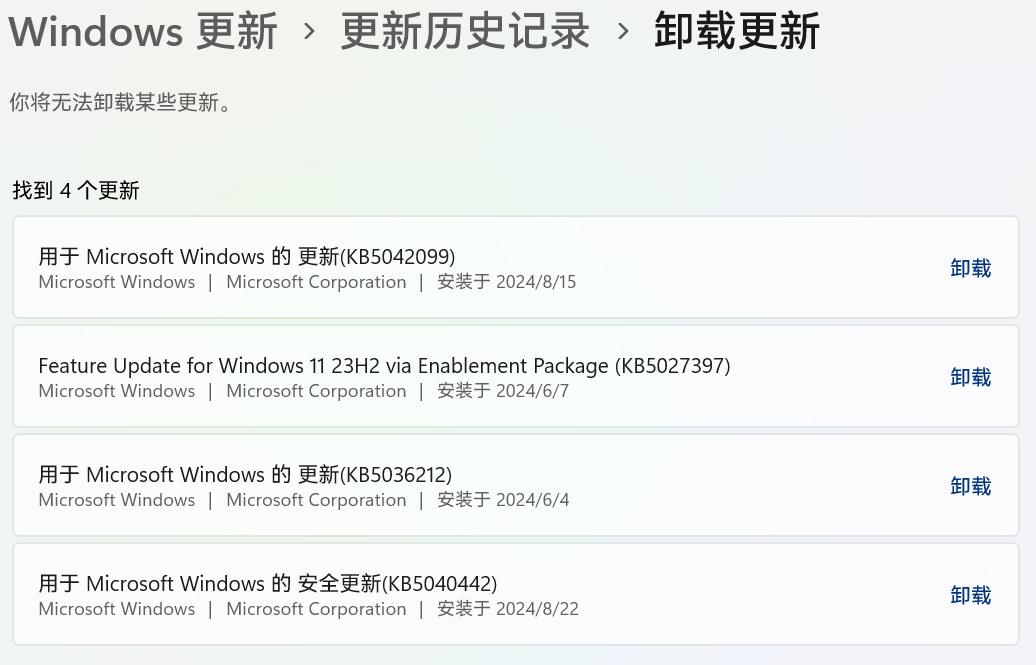 Windows 更新 › 更新历史记录 › 卸载更新
你将无法卸载某些更新。
找到 4 个更新
用于 Microsoft Windows 的 更新(KB5042099)
Microsoft Windows | Microsoft Corporation | 安装于 2024/8/15
卸载
Feature Update for Windows 11 23H2 via Enablement Package (KB5027397)
Microsoft Windows | Microsoft Corporation | 安装于 2024/6/7
卸载
用于 Microsoft Windows 的 更新(KB5036212)
Microsoft Windows | Microsoft Corporation | 安装于 2024/6/4
卸载
用于 Microsoft Windows 的 安全更新(KB5040442)
Microsoft Windows | Microsoft Corporation | 安装于 2024/8/22
卸载